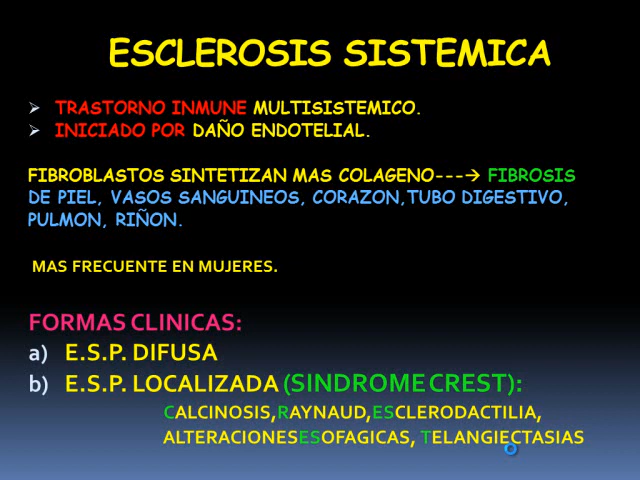 ESCLEROSIS SISTEMICA
➢ TRASTORNO INMUNE MULTISISTEMICO.
➢ INICIADO POR DAÑO ENDOTELIAL.
FIBROBLASTOS SINTETIZAN MAS COLAGENO---→ FIBROSIS
DE PIEL, VASOS SANGUINEOS, CORAZON,TUBO DIGESTIVO,
PULMON, RIÑON.
MAS FRECUENTE EN MUJERES.
FORMAS CLINICAS:
a) E.S.P. DIFUSA
b) E.S.P. LOCALIZADA (SINDROME CREST):
CALCINOSIS,RAYNAUD,ESCLERODACTILIA,
ALTERACIONESESOFAGICAS, TELANGIECTASIAS